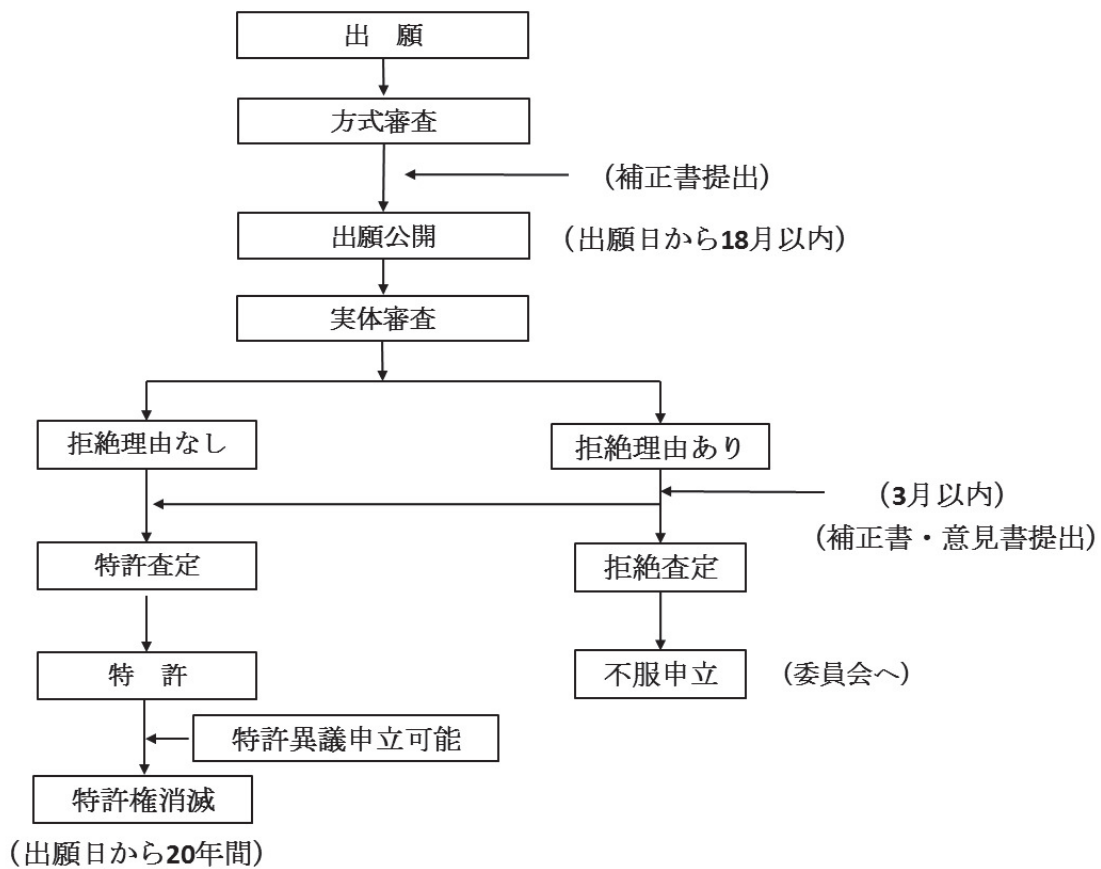 出　願
方式審査
（補正書提出）
出願公開
（出願日から18月以内）
実体審査
拒絶理由なし
拒絶理由あり
（3月以内）
（補正書・意見書提出）
特許査定
拒絶査定
特　許
不服申立
（委員会へ）
特許異議申立可能
特許権消滅
（出願日から20年間）